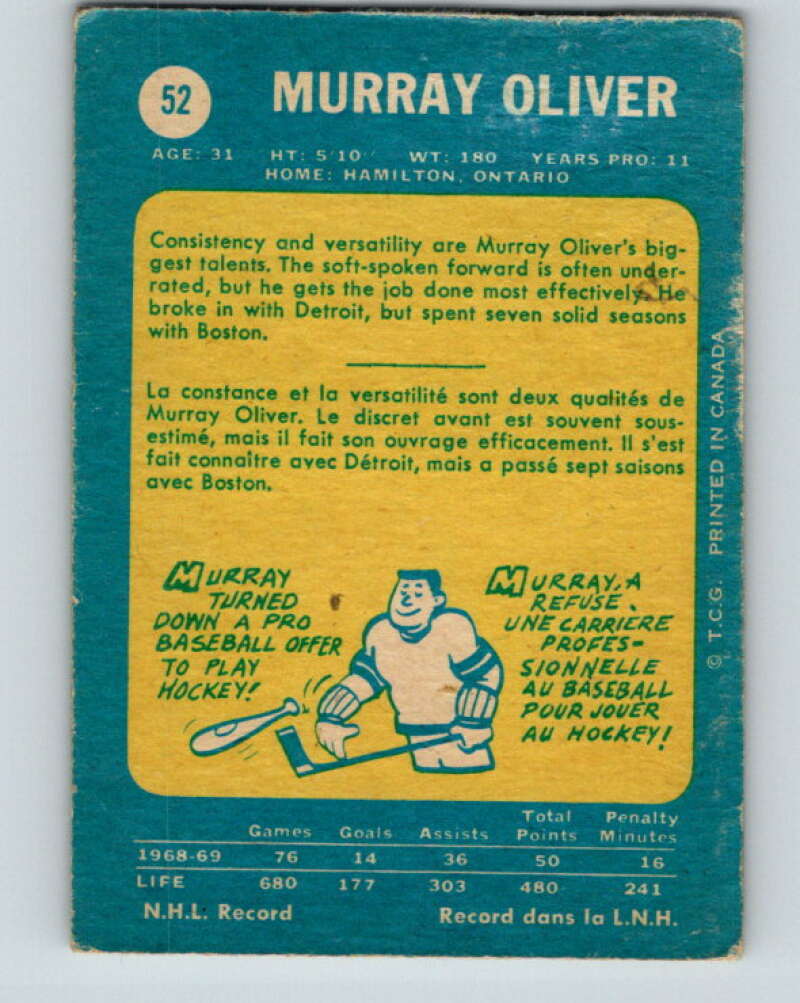 52
MURRAY OLIVER
AGE: 31 HT: 5'10" WT: 180 YEARS PRO: 11
HOME: HAMILTON, ONTARIO
Consistency and versatility are Murray Oliver's big-
gest talents. The soft-spoken forward is often under-
rated, but he gets the job done most effectively. He
broke in with Detroit, but spent seven solid seasons
with Boston.
La constance et la versatilité sont deux qualités de
Murray Oliver. Le discret avant est souvent sous-
estimé, mais il fait son ouvrage efficacement. Il s'est
fait connaître avec Détroit, mais a passé sept saisons
avec Boston.
MURRAY
TURNED
DOWN A PRO
BASEBALL OFFER
TO PLAY
HOCKEY!
MURRAY, A
REFUSÉ
UNE CARRIÈRE
PROFES-
SIONNELLE
AU BASEBALL
POUR JOUER
AU HOCKEY!
© T.C.G. PRINTED IN CANADA
Games Goals Assists Total Points Penalty Minutes
1968-69 76 14 36 50 16
LIFE 680 177 303 480 241
N.H.L. Record Record dans la L.N.H.